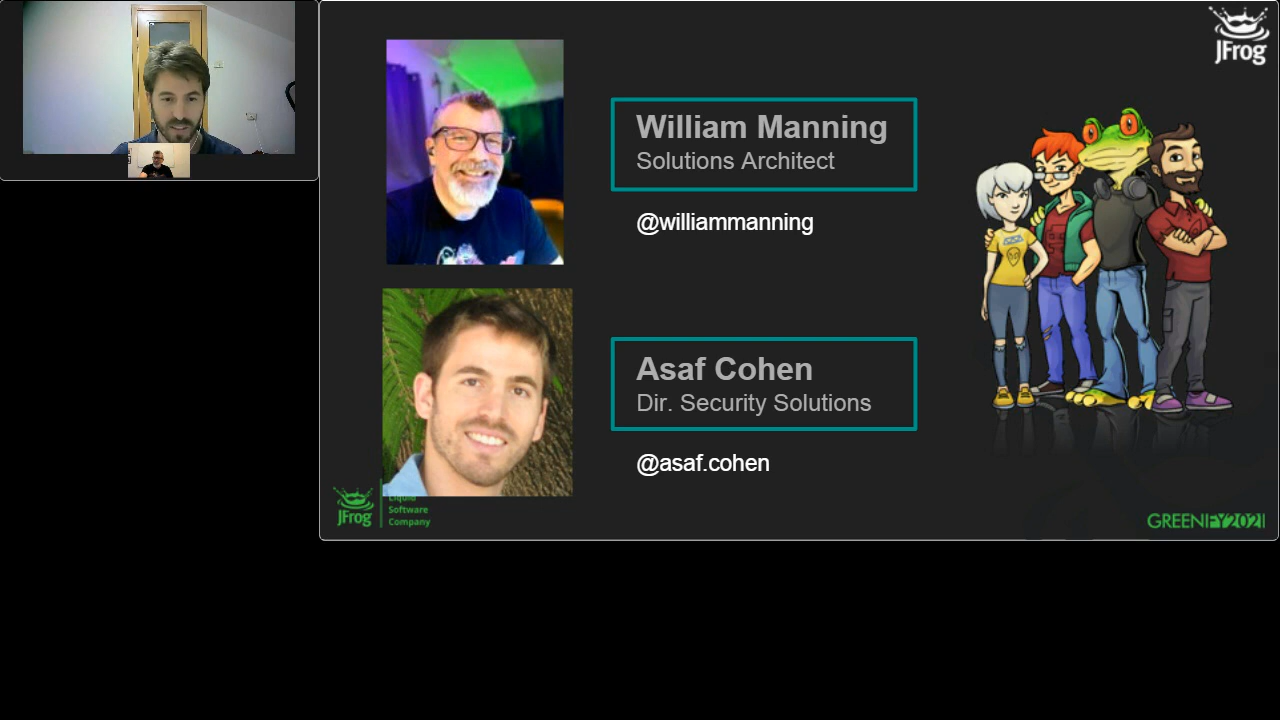 JFrog
William Manning
Solutions Architect
@williammanning
Asaf Cohen
Dir. Security Solutions
@asaf.cohen
JFrog
Liquid
Software
Company
GREENIFY2021